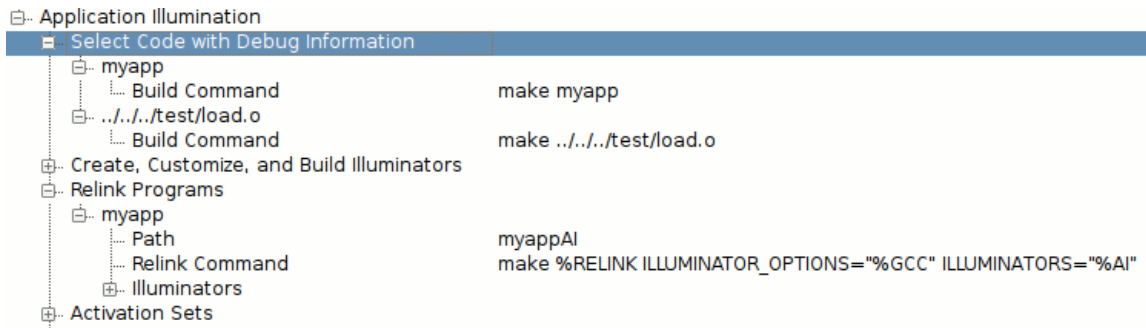 Application Illumination
Select Code with Debug Information
myapp
Build Command make myapp
../../../test/load.o
Build Command make ../../../test/load.o
Create, Customize, and Build Illuminators
Relink Programs
myapp
Path myappAI
Relink Command make %RELINK ILLUMINATOR_OPTIONS="%GCC" ILLUMINATORS="%AI"
Illuminators
Activation Sets